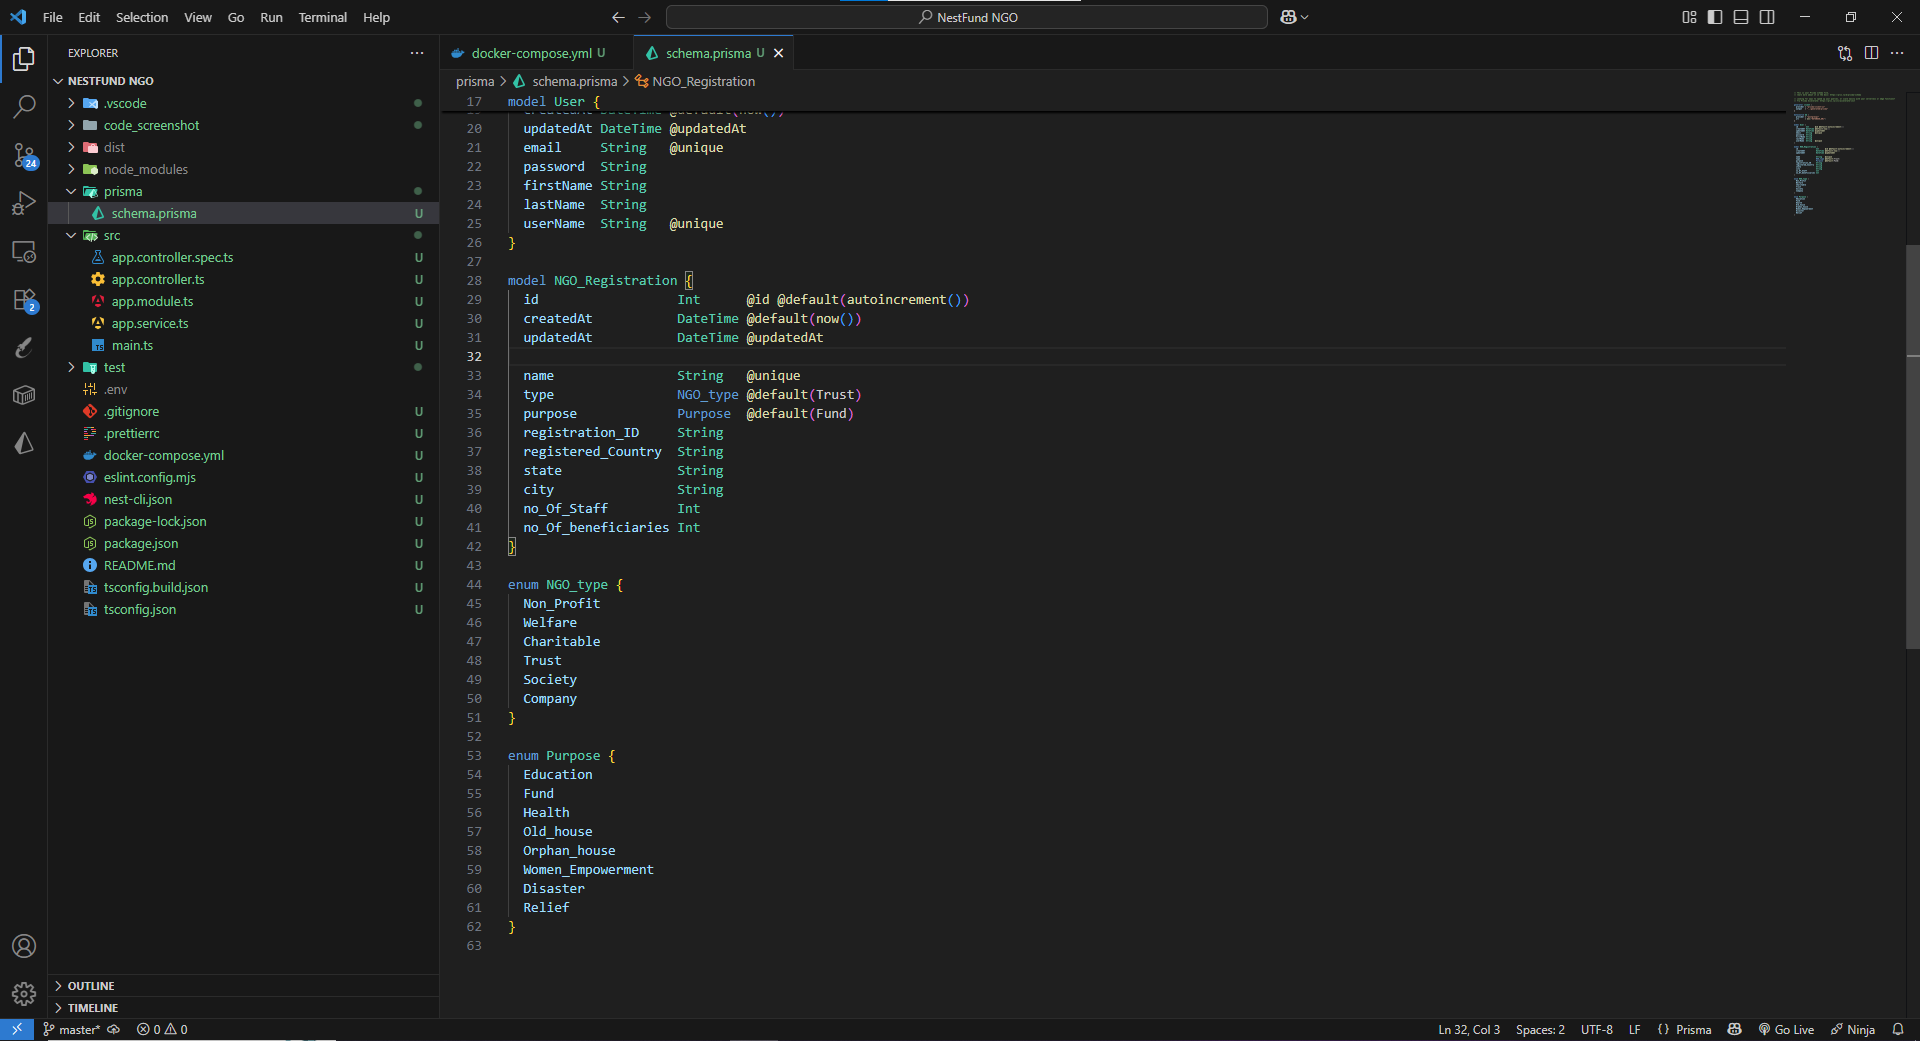 File Edit Selection View Go Run Terminal Help
NestFund NGO
EXPLORER
NESTFUND NGO
.vscode
code_screenshot
dist
node_modules
prisma
schema.prisma U
src
app.controller.spec.ts U
app.controller.ts U
app.module.ts U
app.service.ts U
main.ts U
test
.env
.gitignore U
.prettierrc U
docker-compose.yml U
eslint.config.mjs U
nest-cli.json U
package-lock.json U
package.json U
README.md U
tsconfig.build.json U
tsconfig.json U
OUTLINE
TIMELINE
24
2
docker-compose.yml U
schema.prisma U
prisma > schema.prisma > NGO_Registration
17 model User {
20 updatedAt DateTime @updatedAt
21 email String @unique
22 password String
23 firstName String
24 lastName String
25 userName String @unique
26 }
27
28 model NGO_Registration {
29 id Int @id @default(autoincrement())
30 createdAt DateTime @default(now())
31 updatedAt DateTime @updatedAt
32
33 name String @unique
34 type NGO_type @default(Trust)
35 purpose Purpose @default(Fund)
36 registration_ID String
37 registered_Country String
38 state String
39 city String
40 no_Of_Staff Int
41 no_Of_beneficiaries Int
42 }
43
44 enum NGO_type {
45 Non_Profit
46 Welfare
47 Charitable
48 Trust
49 Society
50 Company
51 }
52
53 enum Purpose {
54 Education
55 Fund
56 Health
57 Old_house
58 Orphan_house
59 Women_Empowerment
60 Disaster
61 Relief
62 }
63
master* 0 0
Ln 32, Col 3 Spaces: 2 UTF-8 LF {} Prisma Go Live Ninja